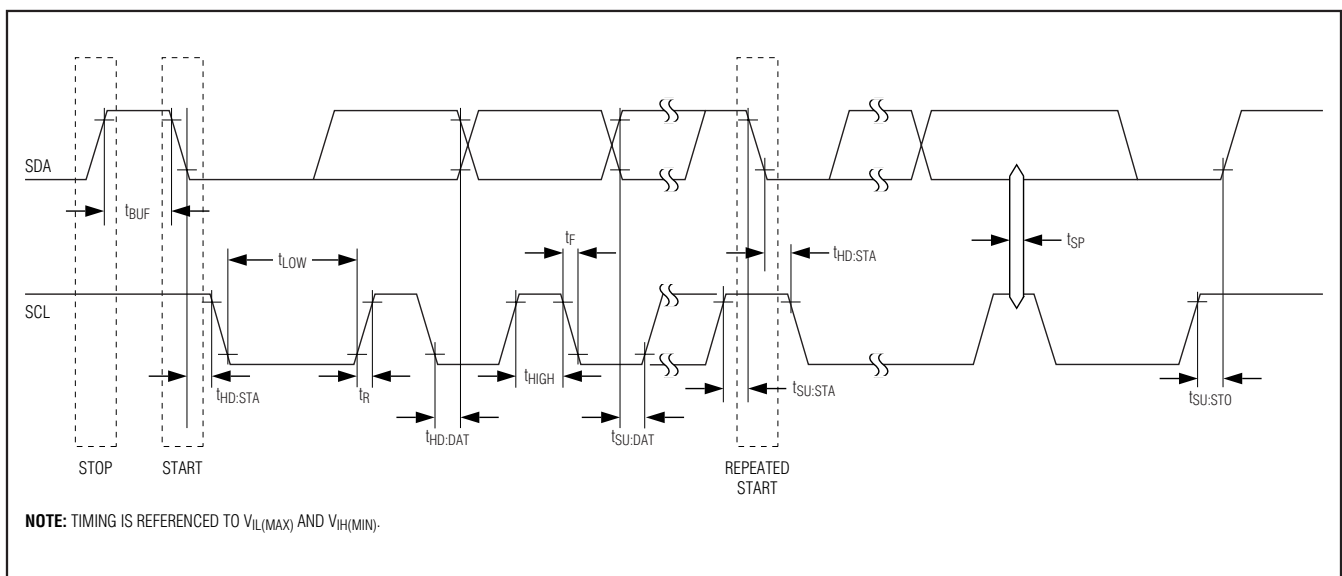 SDA
tBUF
tF
tLOW
tHD:STA
tSP
SCL
tHD:STA
tR
tHIGH
tSU:STA
tSU:STO
tHD:DAT
tSU:DAT
STOP
START
REPEATED
START
NOTE: TIMING IS REFERENCED TO VIL(MAX) AND VIH(MIN).